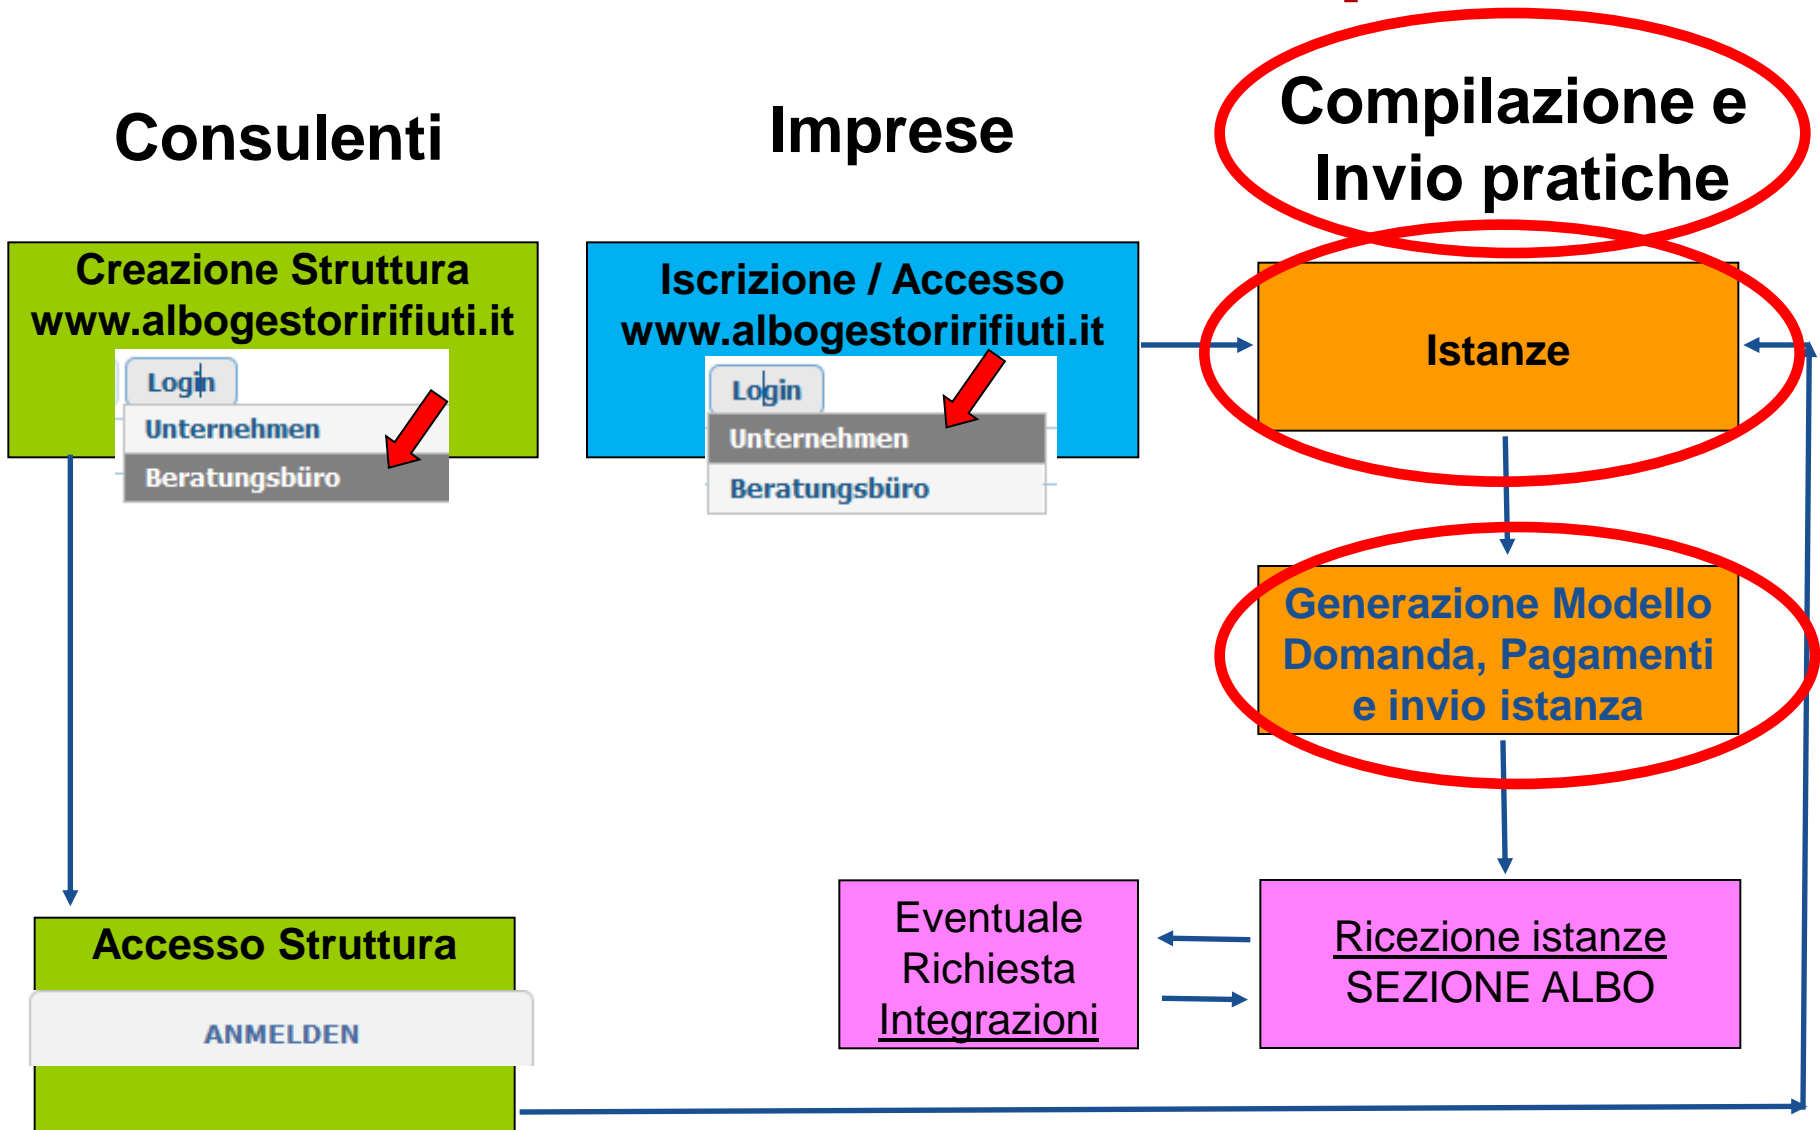 Consulenti
Imprese
Compilazione e
Invio pratiche
Creazione Struttura
www.albogestoririfiuti.it
Login
Unternehmen
Beratungsbüro
Iscrizione / Accesso
www.albogestoririfiuti.it
Login
Unternehmen
Beratungsbüro
Istanze
Generazione Modello
Domanda, Pagamenti
e invio istanza
Accesso Struttura
ANMELDEN
Eventuale
Richiesta
Integrazioni
Ricezione istanze
SEZIONE ALBO